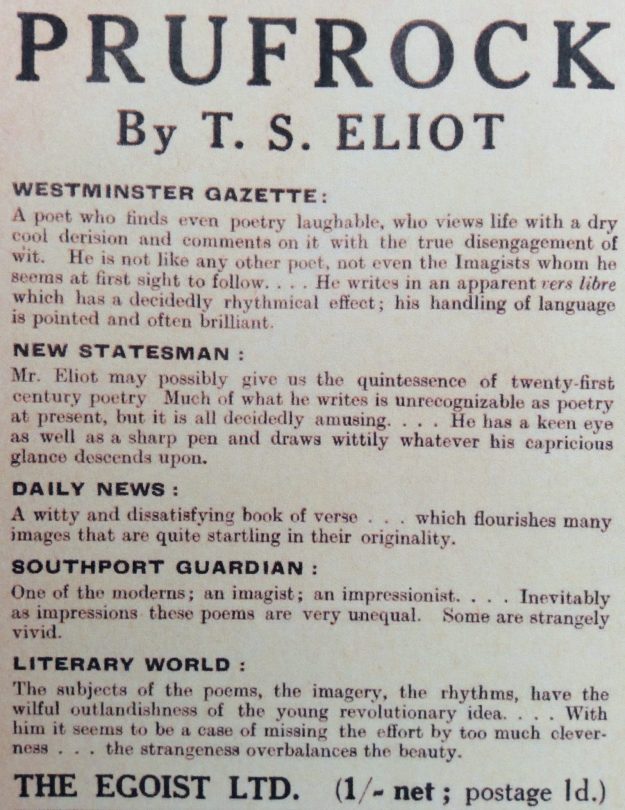 PRUFROCK
By T. S. ELIOT
WESTMINSTER GAZETTE:
A poet who finds even poetry laughable, who views life with a dry
cool derision and comments on it with the true disengagement of
wit. He is not like any other poet, not even the Imagists whom he
seems at first sight to follow. . . . He writes in an apparent vers libre
which has a decidedly rhythmical effect; his handling of language
is pointed and often brilliant.
NEW STATESMAN :
Mr. Eliot may possibly give us the quintessence of twenty-first
century poetry Much of what he writes is unrecognizable as poetry
at present, but it is all decidedly amusing. . . . He has a keen eye
as well as a sharp pen and draws wittily whatever his capricious
glance descends upon.
DAILY NEWS :
A witty and dissatisfying book of verse . . . which flourishes many
images that are quite startling in their originality.
SOUTHPORT GUARDIAN :
One of the moderns; an imagist; an impressionist. . . . Inevitably
as impressions these poems are very unequal. Some are strangely
vivid.
LITERARY WORLD :
The subjects of the poems, the imagery, the rhythms, have the
wilful outlandishness of the young revolutionary idea. . . . With
him it seems to be a case of missing the effort by too much clever-
ness . . . the strangeness overbalances the beauty.
THE EGOIST LTD. (1/- net ; postage 1d.)